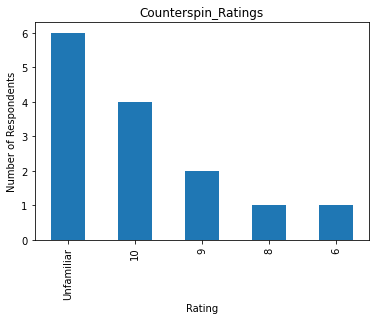 Counterspin_Ratings
Number of Respondents
6
5
4
3
2
1
0
Unfamiliar
10
9
8
6
Rating